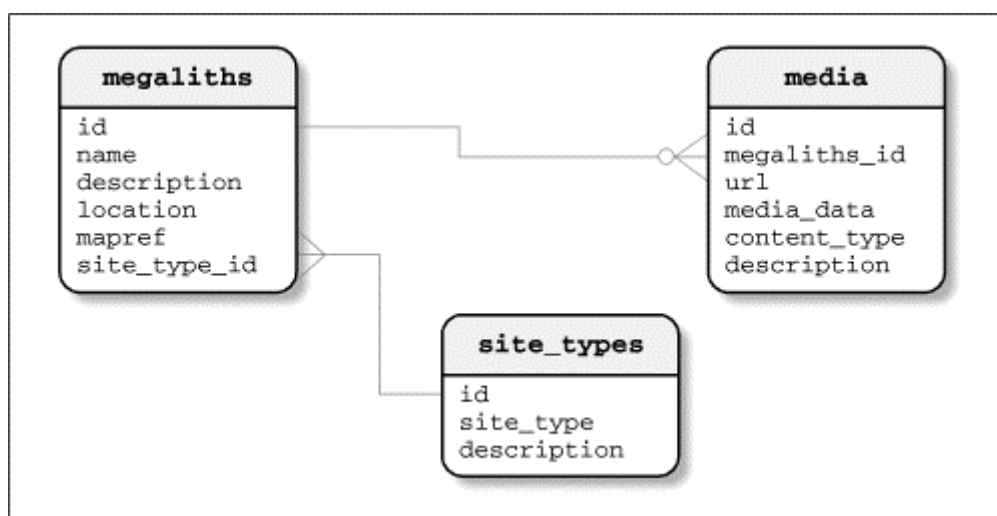 megaliths
id
name
description
location
mapref
site_type_id
media
id
megaliths_id
url
media_data
content_type
description
site_types
id
site_type
description